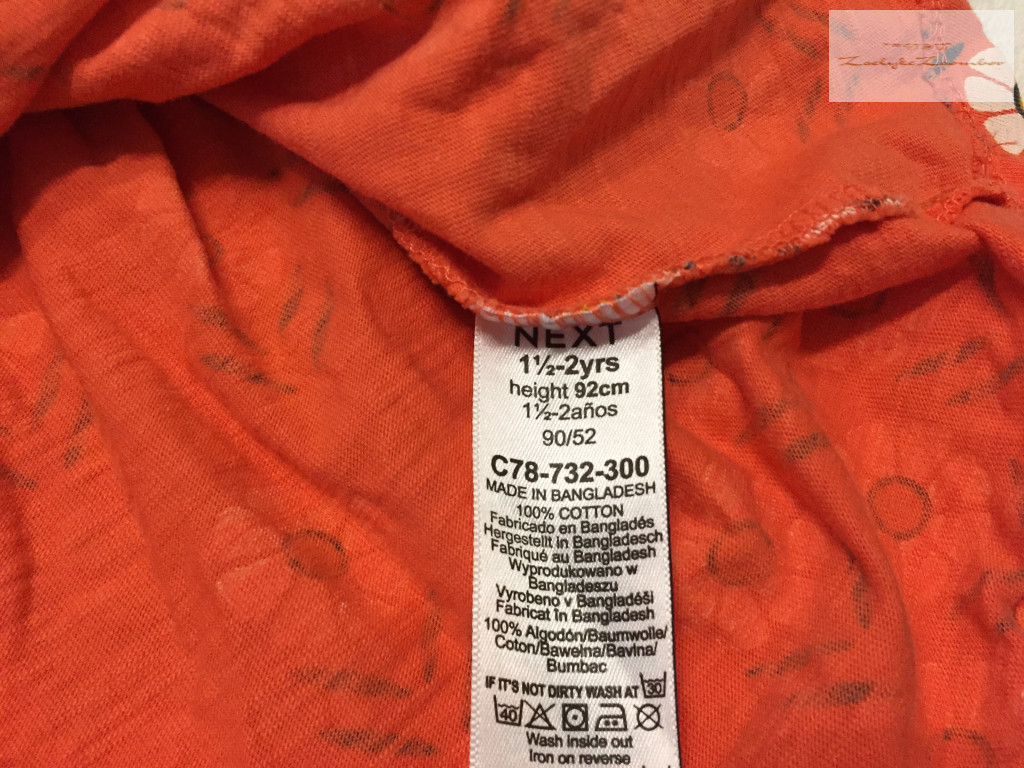 NEXT
1½-2yrs
height 92cm
1½-2años
90/52
C78-732-300
MADE IN BANGLADESH
100% COTTON
Fabricado en Bangladés
Hergestellt in Bangladesch
Fabriqué au Bangladesh
Wyprodukowano w
Bangladeszu
Vyrobeno v Bangladéši
Fabricat în Bangladesh
100% Algodón/Baumwolle/
Coton/Bawełna/Bavlna/
Bumbac
IF IT'S NOT DIRTY WASH AT 30
40
Wash inside out
Iron on reverse